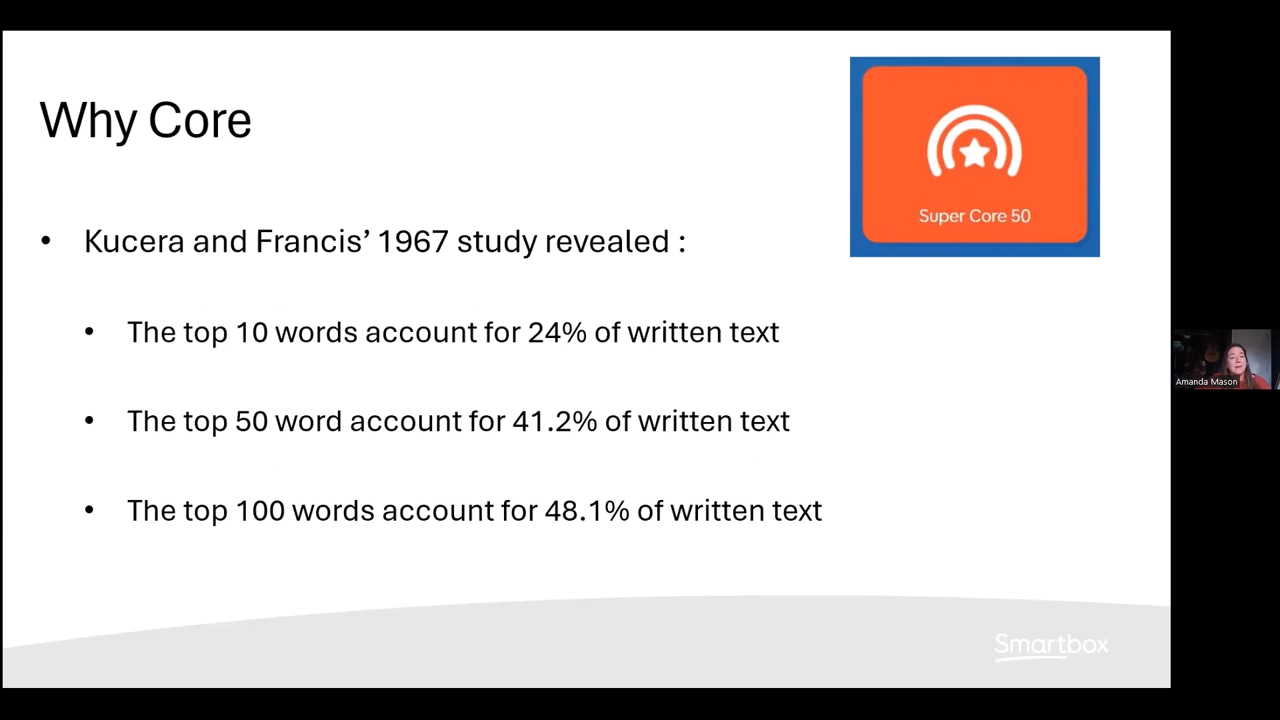 Why Core
Super Core 50
• Kucera and Francis’ 1967 study revealed :
• The top 10 words account for 24% of written text
• The top 50 word account for 41.2% of written text
• The top 100 words account for 48.1% of written text
Amanda Mason
Smartbox